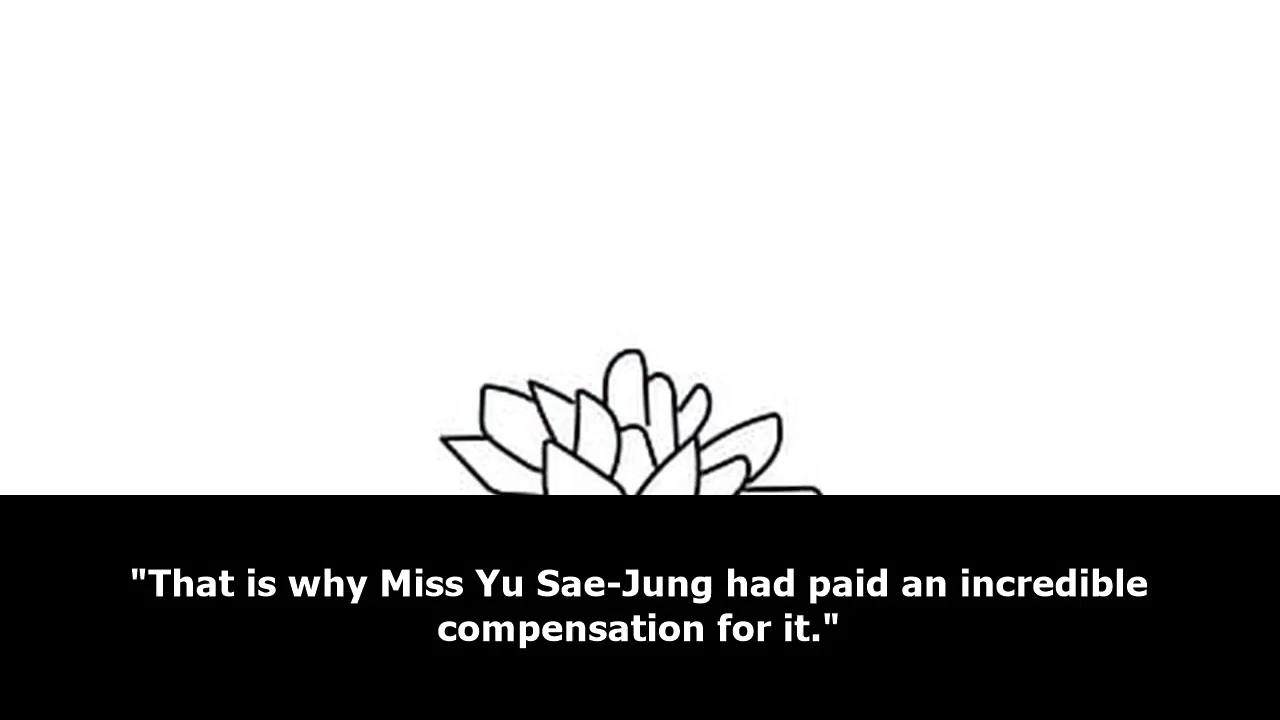 "That is why Miss Yu Sae-Jung had paid an incredible
compensation for it."